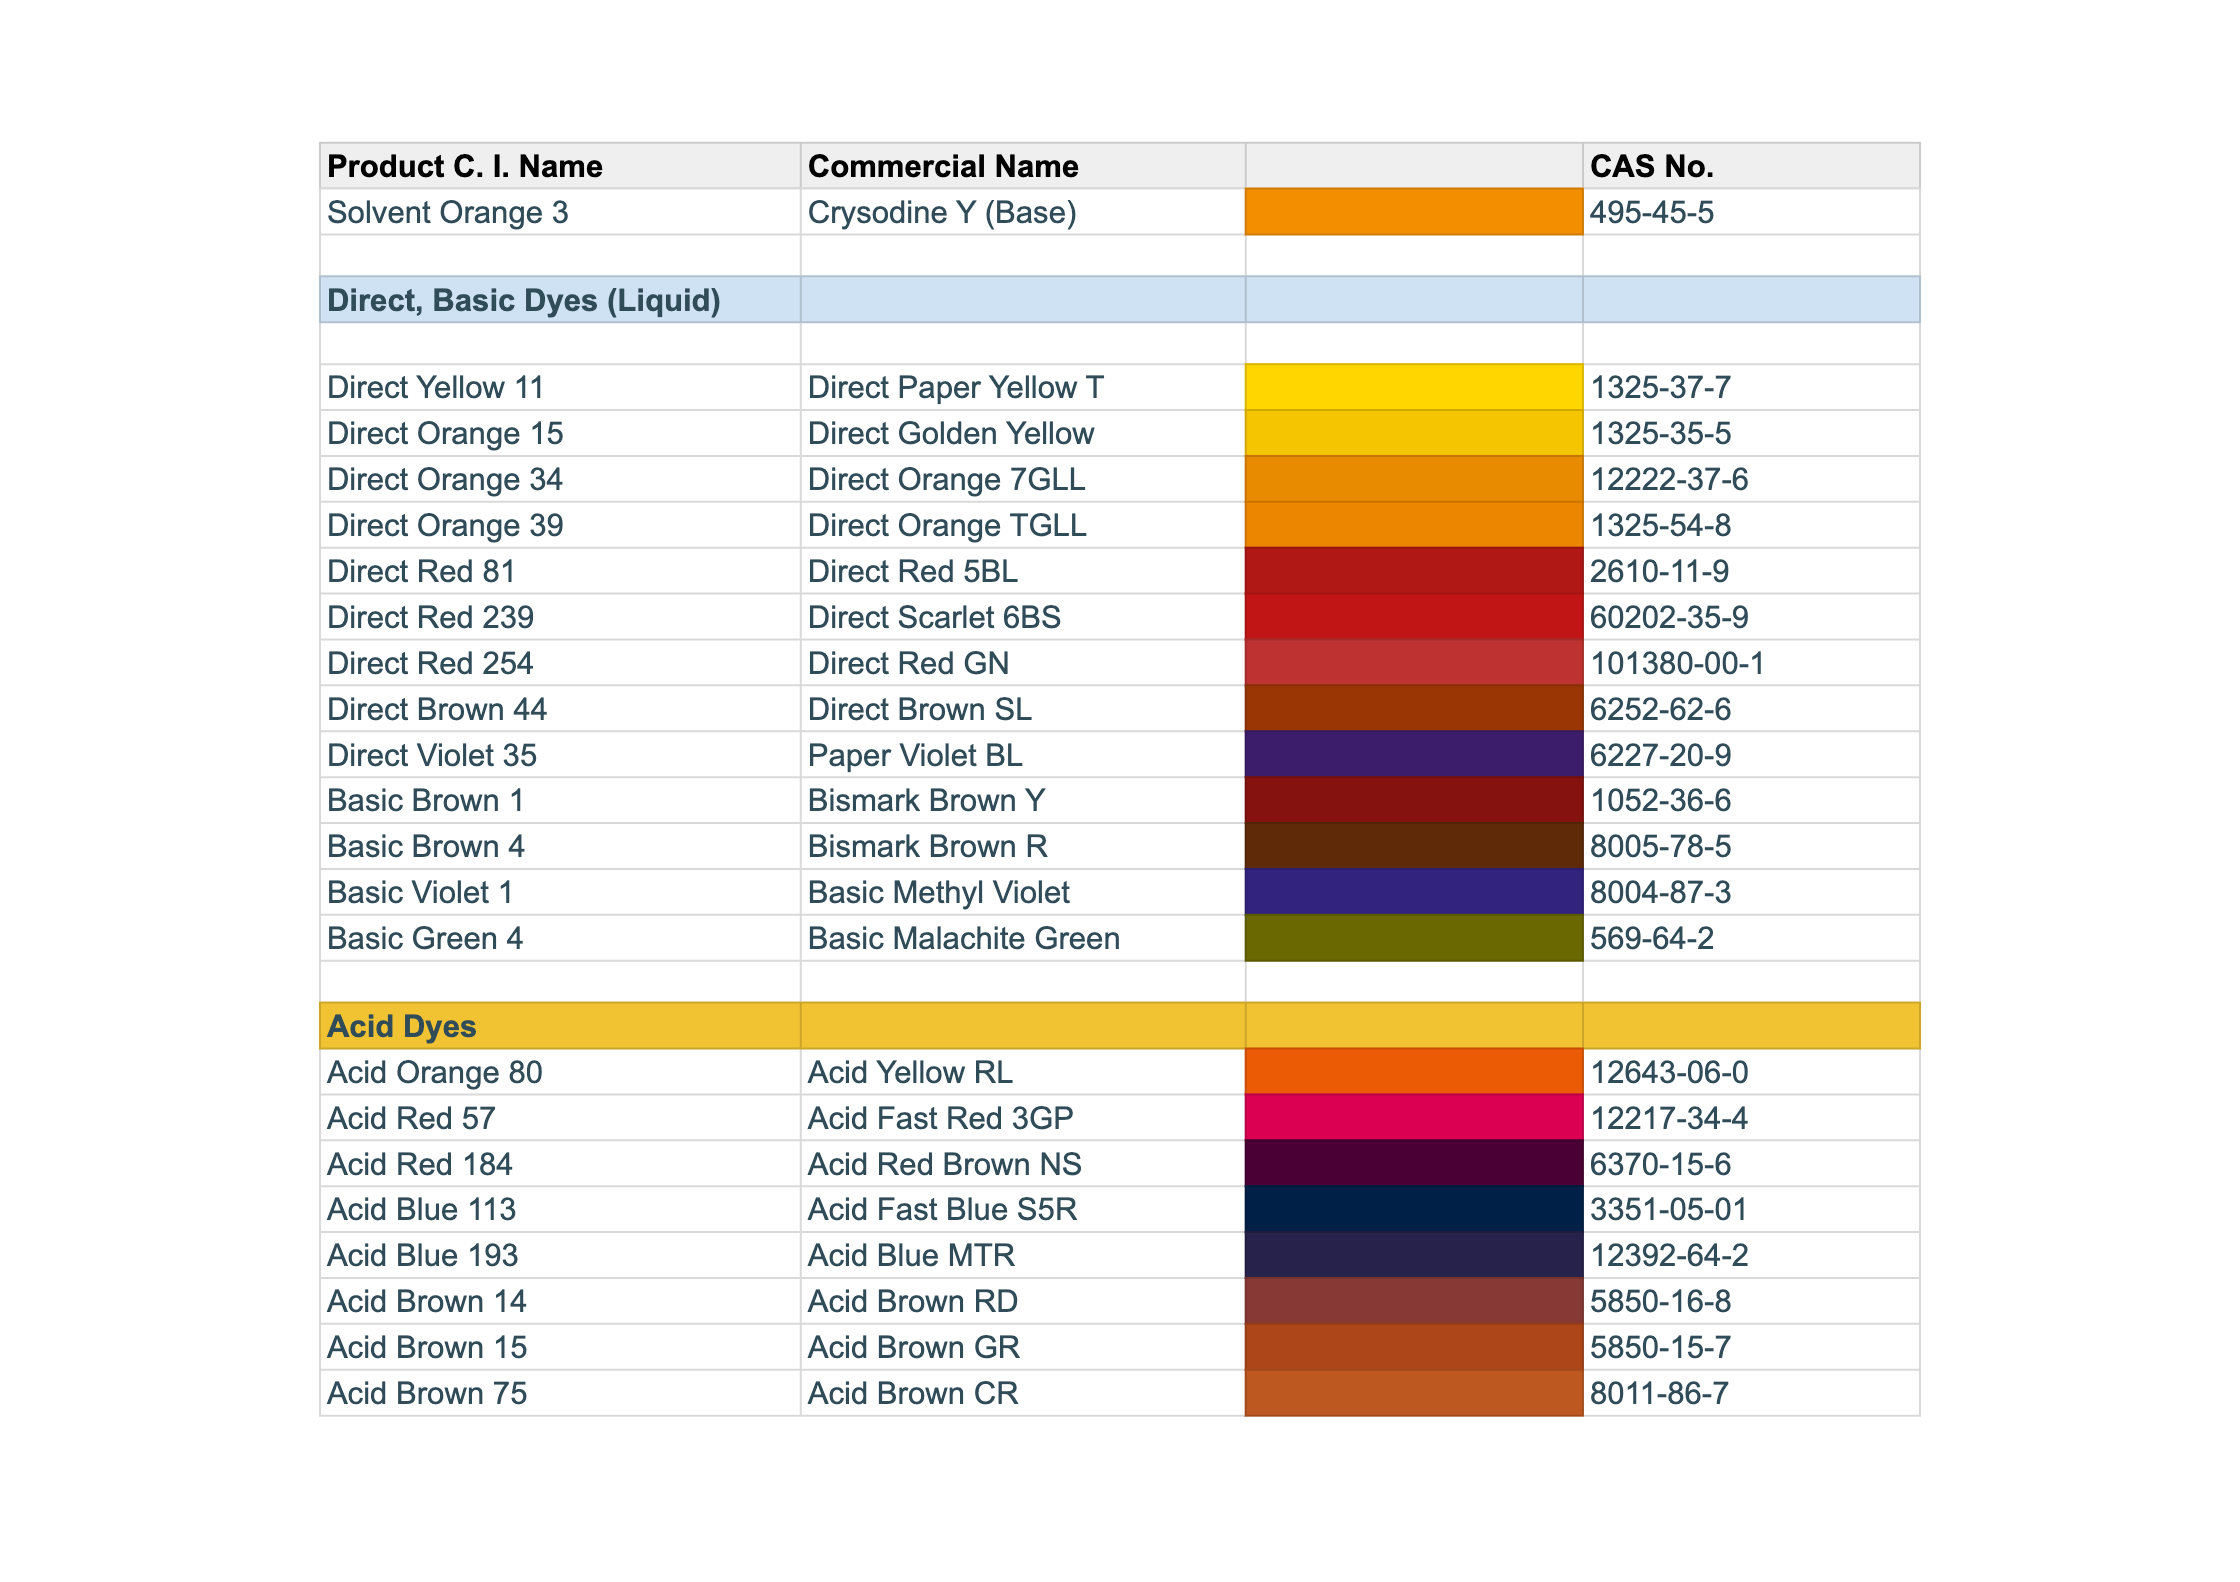 Product C. I. Name Commercial Name CAS No.
Solvent Orange 3 Crysodine Y (Base) 495-45-5
Direct, Basic Dyes (Liquid)
Direct Yellow 11 Direct Paper Yellow T 1325-37-7
Direct Orange 15 Direct Golden Yellow 1325-35-5
Direct Orange 34 Direct Orange 7GLL 12222-37-6
Direct Orange 39 Direct Orange TGLL 1325-54-8
Direct Red 81 Direct Red 5BL 2610-11-9
Direct Red 239 Direct Scarlet 6BS 60202-35-9
Direct Red 254 Direct Red GN 101380-00-1
Direct Brown 44 Direct Brown SL 6252-62-6
Direct Violet 35 Paper Violet BL 6227-20-9
Basic Brown 1 Bismark Brown Y 1052-36-6
Basic Brown 4 Bismark Brown R 8005-78-5
Basic Violet 1 Basic Methyl Violet 8004-87-3
Basic Green 4 Basic Malachite Green 569-64-2
Acid Dyes
Acid Orange 80 Acid Yellow RL 12643-06-0
Acid Red 57 Acid Fast Red 3GP 12217-34-4
Acid Red 184 Acid Red Brown NS 6370-15-6
Acid Blue 113 Acid Fast Blue S5R 3351-05-01
Acid Blue 193 Acid Blue MTR 12392-64-2
Acid Brown 14 Acid Brown RD 5850-16-8
Acid Brown 15 Acid Brown GR 5850-15-7
Acid Brown 75 Acid Brown CR 8011-86-7